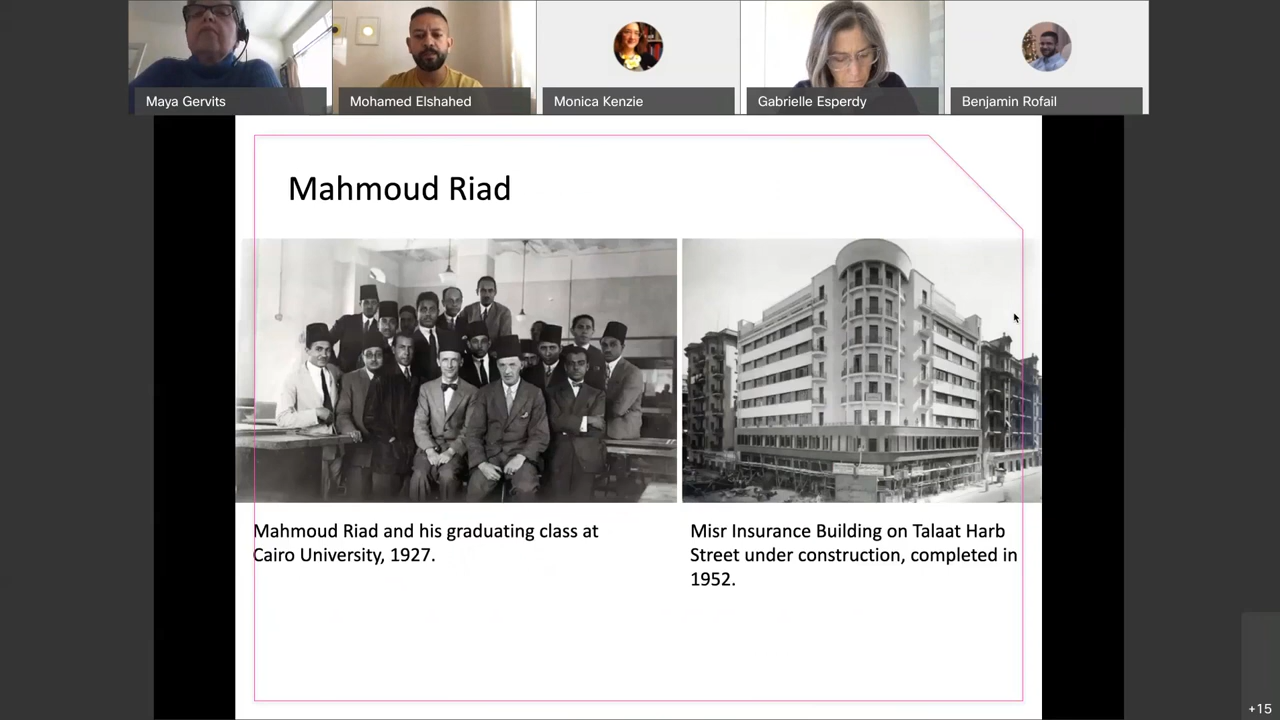 Maya Gervits
Mohamed Elshahed
Monica Kenzie
Gabrielle Esperdy
Benjamin Rofail
Mahmoud Riad
Mahmoud Riad and his graduating class at
Cairo University, 1927.
Misr Insurance Building on Talaat Harb
Street under construction, completed in
1952.
+15